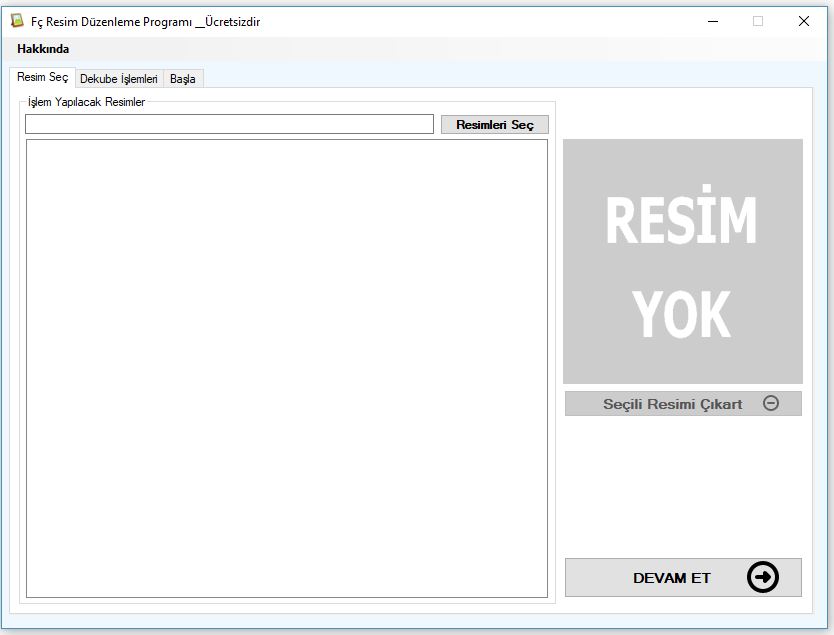 Fç Resim Düzenleme Programı __Ücretsizdir
Hakkında
Resim Seç
Dekube İşlemleri
Başla
İşlem Yapılacak Resimler
Resimleri Seç
RESİM
YOK
Seçili Resimi Çıkart
DEVAM ET